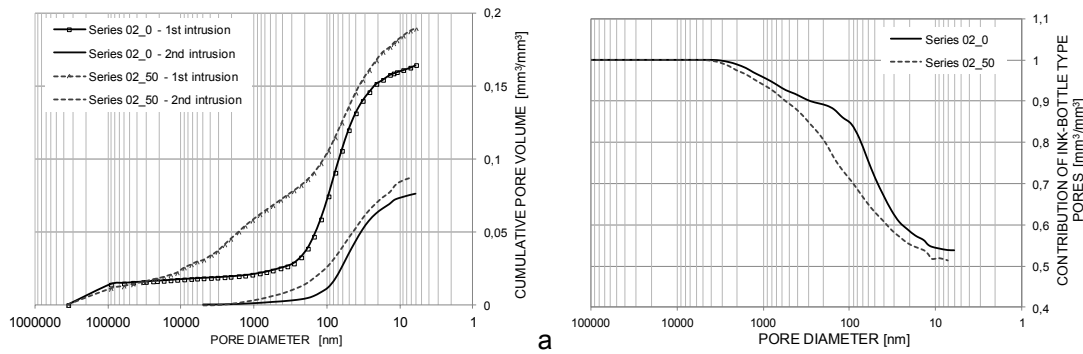 Series 02_0 - 1st intrusion
Series 02_0 - 2nd intrusion
Series 02_50 - 1st intrusion
Series 02_50 - 2nd intrusion
0,2
0,15
0,1
0,05
0
CUMULATIVE PORE VOLUME [mm³/mm³]
1000000 100000 10000 1000 100 10 1
PORE DIAMETER [nm]
a
Series 02_0
Series 02_50
1,1
1
0,9
0,8
0,7
0,6
0,5
0,4
CONTRIBUTION OF INK-BOTTLE TYPE
PORES [mm³/mm³]
100000 10000 1000 100 10 1
PORE DIAMETER [nm]